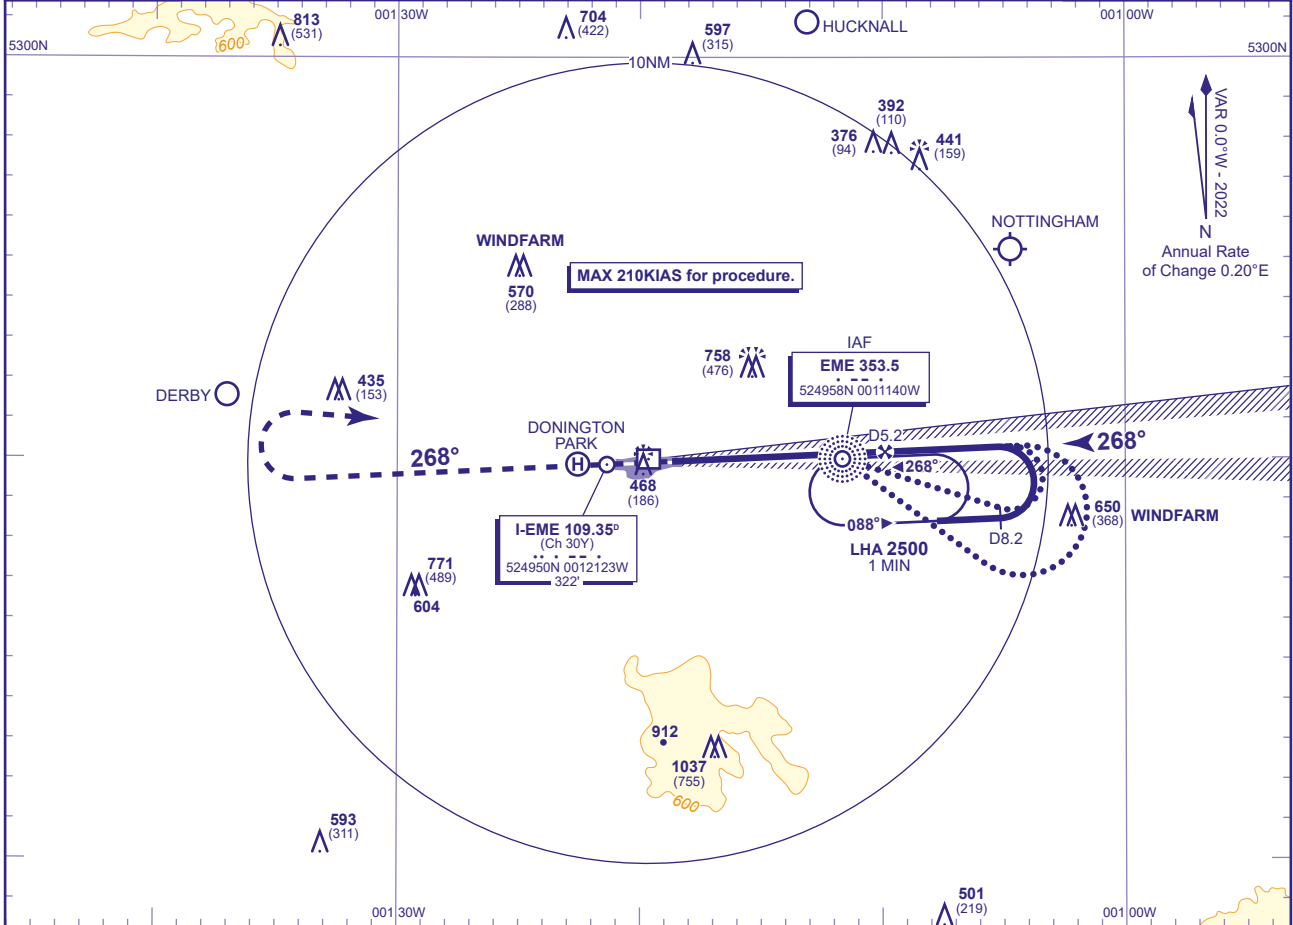 001:30W
001:00W
5300N
5300N
813
(531)
600
704
(422)
597
(315)
HUCKNALL
10NM
392
(110)
376
(94)
441
(159)
VAR 0.0°W - 2022
N
Annual Rate
of Change 0.20°E
NOTTINGHAM
WINDFARM
570
(288)
MAX 210KIAS for procedure.
IAF
EME 353.5
524958N 0011140W
758
(476)
435
(153)
DERBY
DONINGTON
PARK
H
268°
468
(186)
D5.2
268°
268°
088°
LHA 2500
1 MIN
D8.2
650
(368)
WINDFARM
I-EME 109.35D
(Ch 30Y)
524950N 0012123W
322'
771
(489)
604
912
1037
(755)
600
593
(311)
501
(219)
001:30W
001:00W